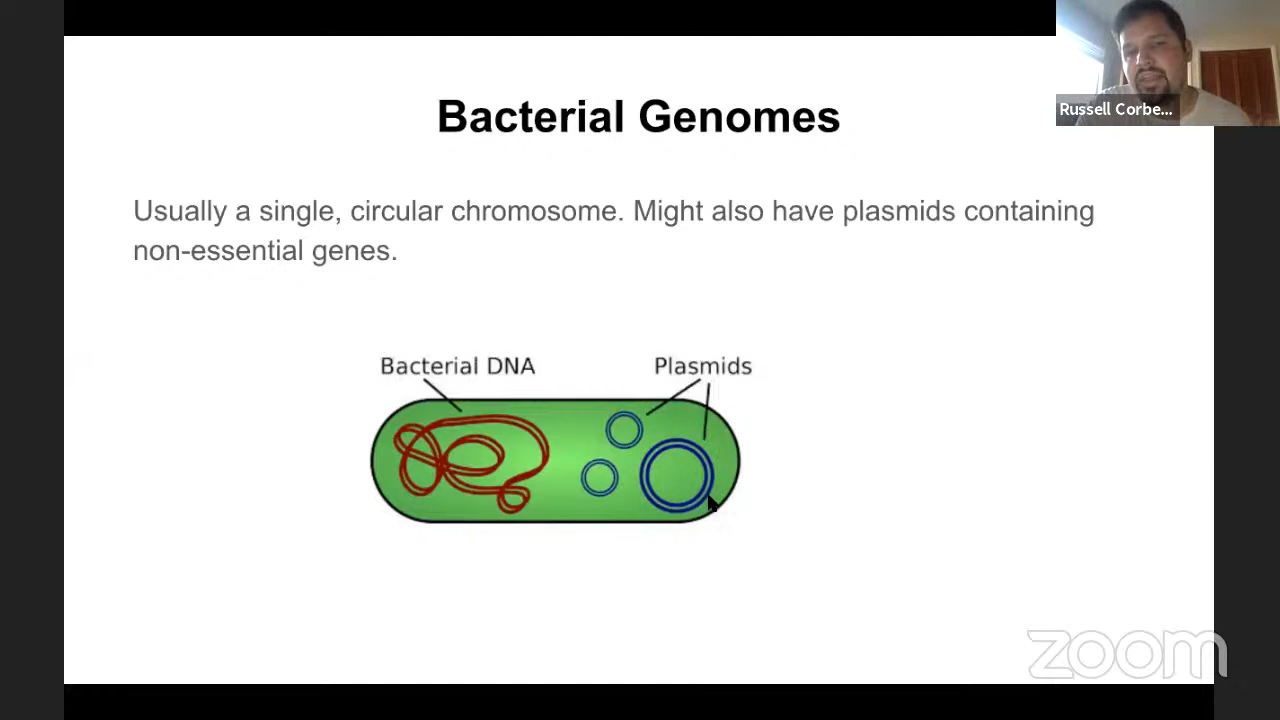 Bacterial Genomes
Russell Corbe...
Usually a single, circular chromosome. Might also have plasmids containing
non-essential genes.
Bacterial DNA
Plasmids
zoom